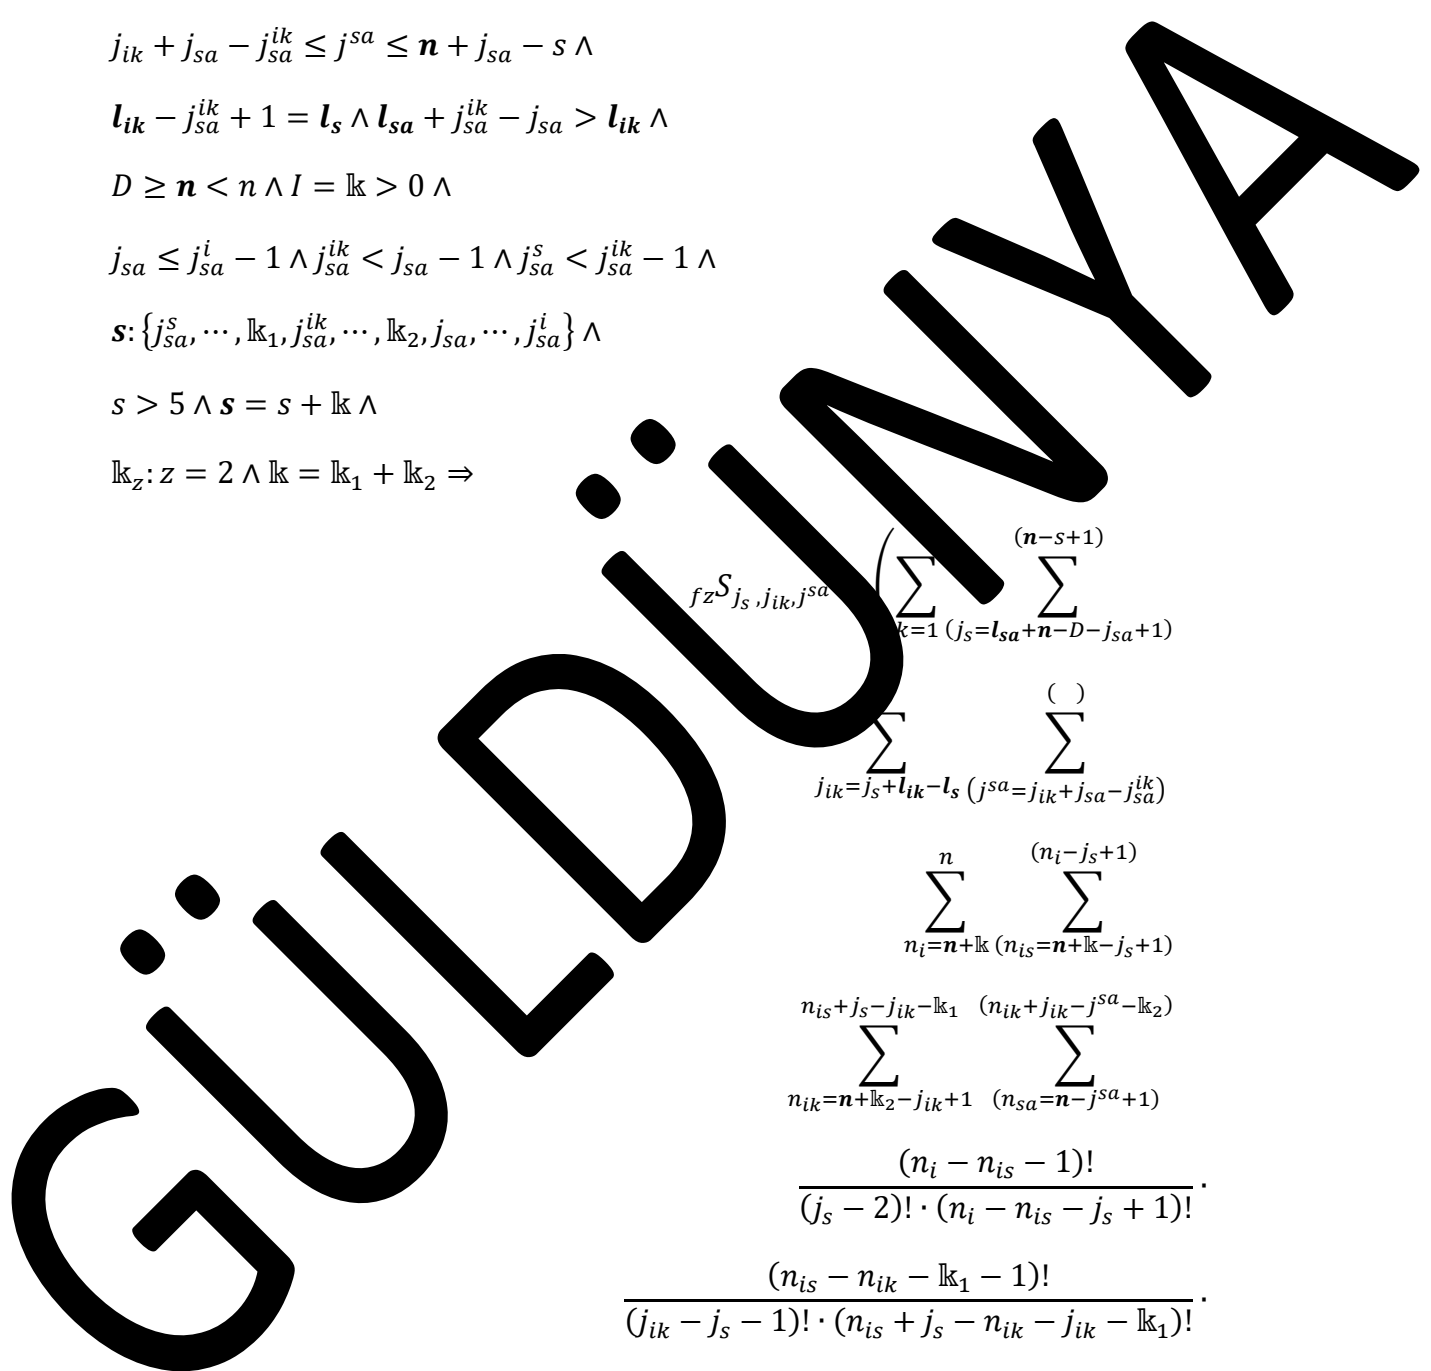 j_{ik} + j_{sa} − j_{sa}^{ik} ≤ j^{sa} ≤ **n** + j_{sa} − s ∧
**l_{ik}** − j_{sa}^{ik} + 1 = **l_s** ∧ **l_{sa}** + j_{sa}^{ik} − j_{sa} > **l_{ik}** ∧
D ≥ **n** < n ∧ I = 𝕜 > 0 ∧
j_{sa} ≤ j_{sa}^{i} − 1 ∧ j_{sa}^{ik} < j_{sa} − 1 ∧ j_{sa}^{s} < j_{sa}^{ik} − 1 ∧
**s**: {j_{sa}^{s}, ⋯, 𝕜_1, j_{sa}^{ik}, ⋯, 𝕜_2, j_{sa}, ⋯, j_{sa}^{i}} ∧
s > 5 ∧ **s** = s + 𝕜 ∧
𝕜_z: z = 2 ∧ 𝕜 = 𝕜_1 + 𝕜_2 ⇒
_{fz}S_{j_s, j_{ik}, j^{sa}} ( ∑_{k=1} ∑_{(j_s=**l_{sa}**+**n**−D−j_{sa}+1)}^{(**n**−s+1)}
∑_{j_{ik}=j_s+**l_{ik}**−**l_s**} ∑_{(j^{sa}=j_{ik}+j_{sa}−j_{sa}^{ik})}^{( )}
∑_{n_i=**n**+𝕜}^{n} ∑_{(n_{is}=**n**+𝕜−j_s+1)}^{(n_i−j_s+1)}
∑_{n_{ik}=**n**+𝕜_2−j_{ik}+1}^{n_{is}+j_s−j_{ik}−𝕜_1} ∑_{(n_{sa}=**n**−j^{sa}+1)}^{(n_{ik}+j_{ik}−j^{sa}−𝕜_2)}
(n_i − n_{is} − 1)!
(j_s − 2)! · (n_i − n_{is} − j_s + 1)! ·
(n_{is} − n_{ik} − 𝕜_1 − 1)!
(j_{ik} − j_s − 1)! · (n_{is} + j_s − n_{ik} − j_{ik} − 𝕜_1)! ·
GÜLDÜNYA